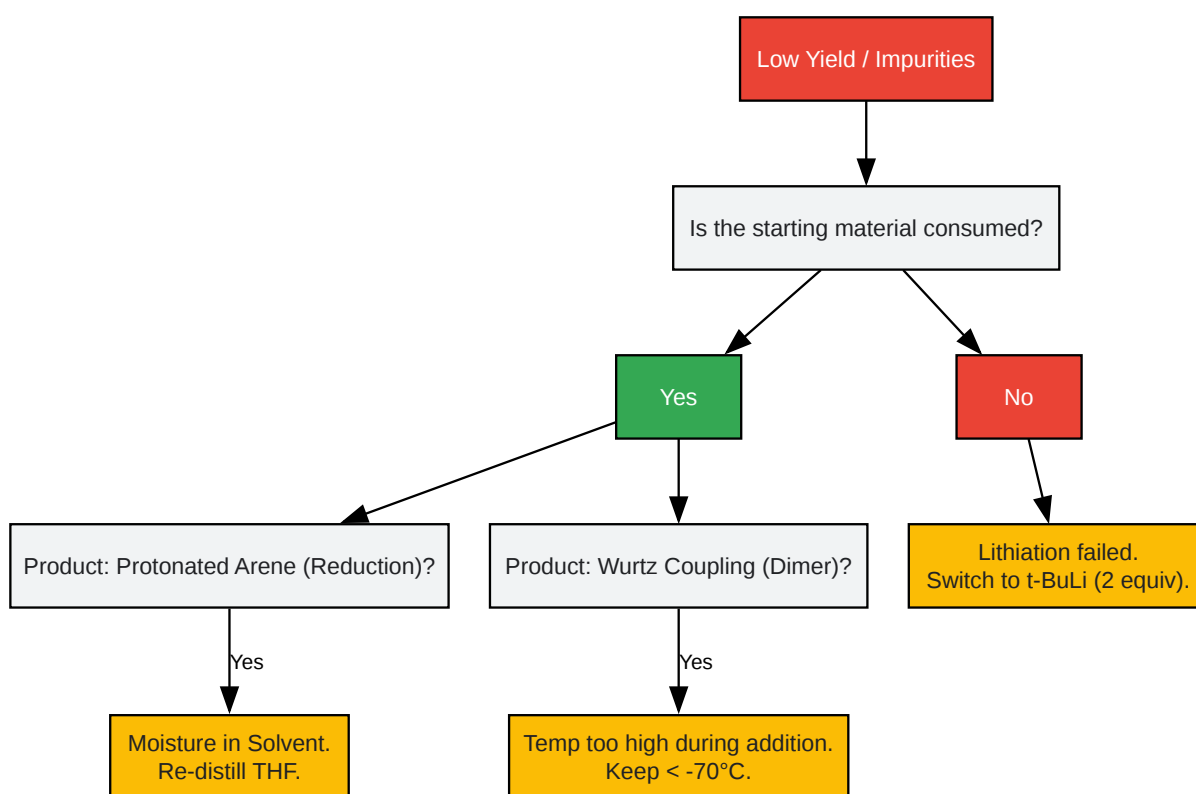 Low Yield / Impurities
Is the starting material consumed?
Yes
No
Product: Protonated Arene (Reduction)?
Product: Wurtz Coupling (Dimer)?
Lithiation failed.
Switch to t-BuLi (2 equiv).
Yes
Yes
Moisture in Solvent.
Re-distill THF.
Temp too high during addition.
Keep < -70°C.